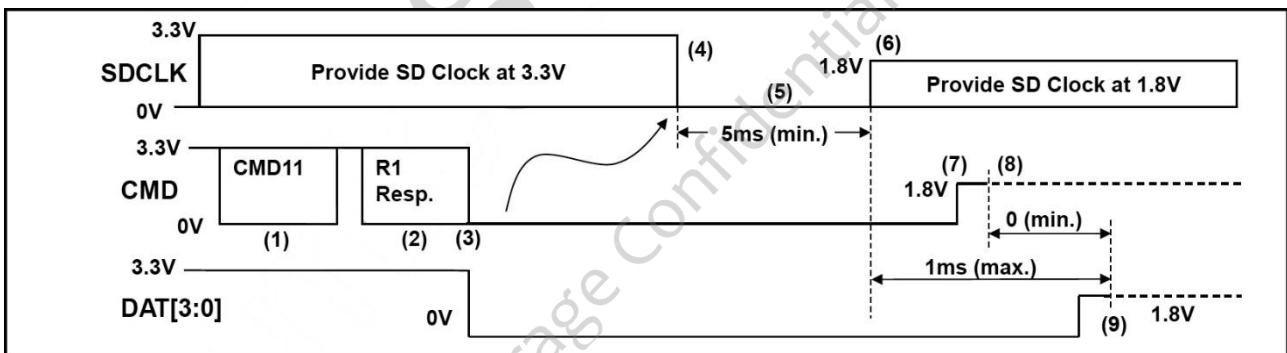 3.3V
(4)
(6)
SDCLK
Provide SD Clock at 3.3V
1.8V
Provide SD Clock at 1.8V
(5)
0V
5ms (min.)
3.3V
CMD11
R1
Resp.
(7)
(8)
CMD
1.8V
0V
(1)
(2)
(3)
0 (min.)
3.3V
1ms (max.)
DAT[3:0]
0V
1.8V
(9)
Confidential